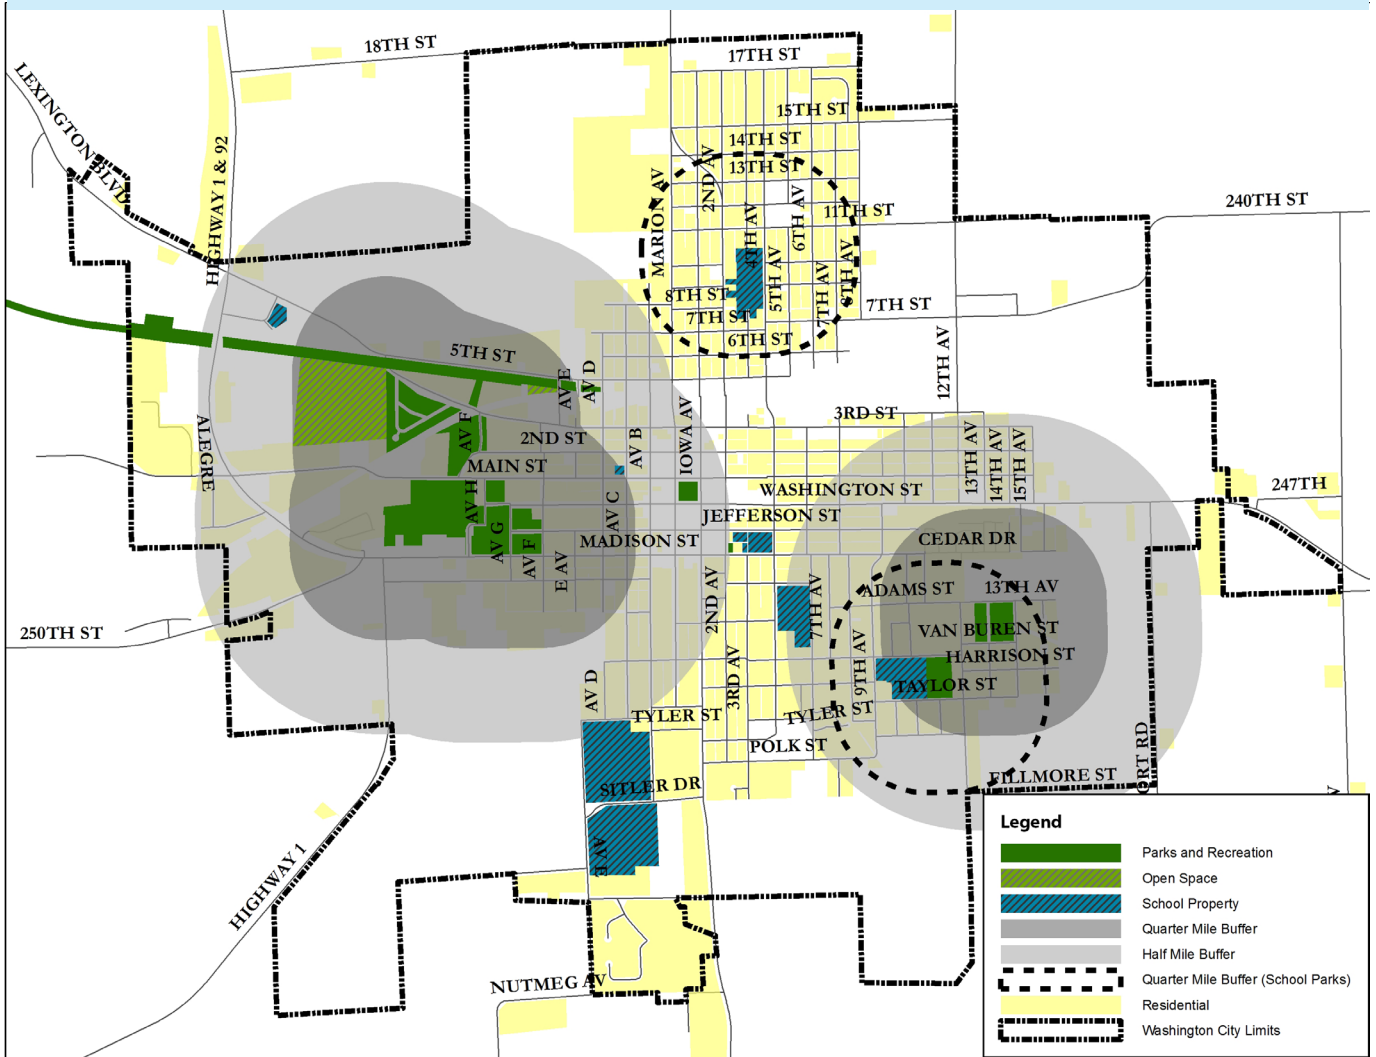 18TH ST
17TH ST
LEXINGTON BLVD
HIGHWAY 1 & 92
15TH ST
14TH ST
13TH ST
2ND AV
MARION AV
4TH AV
6TH AV
11TH ST
240TH ST
5TH AV
7TH AV
8TH AV
8TH ST
7TH ST
7TH ST
6TH ST
12TH AV
5TH ST
AV E
AV D
3RD ST
ALEGRE
AV F
2ND ST
AV B
IOWA AV
MAIN ST
13TH AV
14TH AV
15TH AV
WASHINGTON ST
247TH
AV H
AV C
JEFFERSON ST
AV G
AV F
E AV
MADISON ST
CEDAR DR
2ND AV
7TH AV
ADAMS ST
13TH AV
250TH ST
VAN BUREN ST
9TH AV
HARRISON ST
3RD AV
TAYLOR ST
AV D
TYLER ST
TYLER ST
POLK ST
ORT RD
SITLER DR
FILLMORE ST
V
AV E
HIGHWAY 1
NUTMEG AV
Legend
Parks and Recreation
Open Space
School Property
Quarter Mile Buffer
Half Mile Buffer
Quarter Mile Buffer (School Parks)
Residential
Washington City Limits